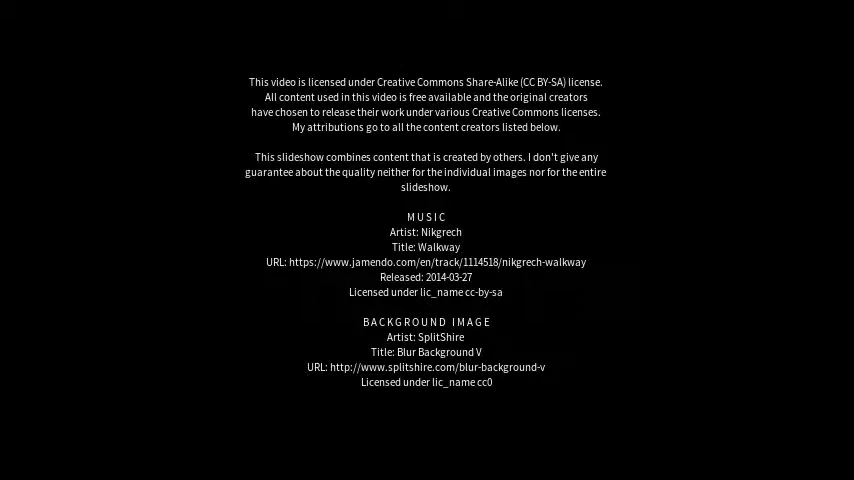 This video is licensed under Creative Commons Share-Alike (CC BY-SA) license.
All content used in this video is free available and the original creators
have chosen to release their work under various Creative Commons licenses.
My attributions go to all the content creators listed below.
This slideshow combines content that is created by others. I don't give any
guarantee about the quality neither for the individual images nor for the entire
slideshow.
MUSIC
Artist: Nikgrech
Title: Walkway
URL: https://www.jamendo.com/en/track/1114518/nikgrech-walkway
Released: 2014-03-27
Licensed under lic_name cc-by-sa
BACKGROUND IMAGE
Artist: SplitShire
Title: Blur Background V
URL: http://www.splitshire.com/blur-background-v
Licensed under lic_name cc0